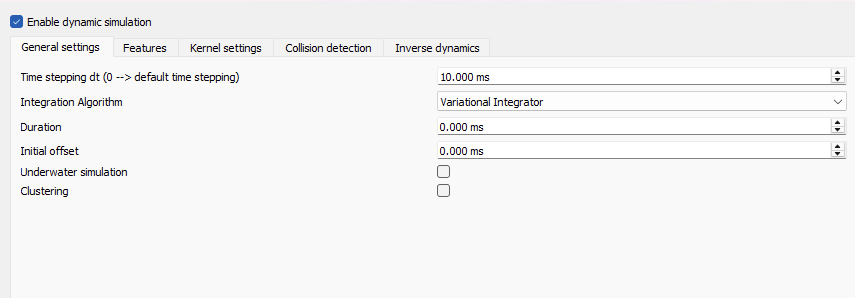 Enable dynamic simulation
General settings Features Kernel settings Collision detection Inverse dynamics
Time stepping dt (0 --> default time stepping) 10.000 ms
Integration Algorithm Variational Integrator
Duration 0.000 ms
Initial offset 0.000 ms
Underwater simulation
Clustering